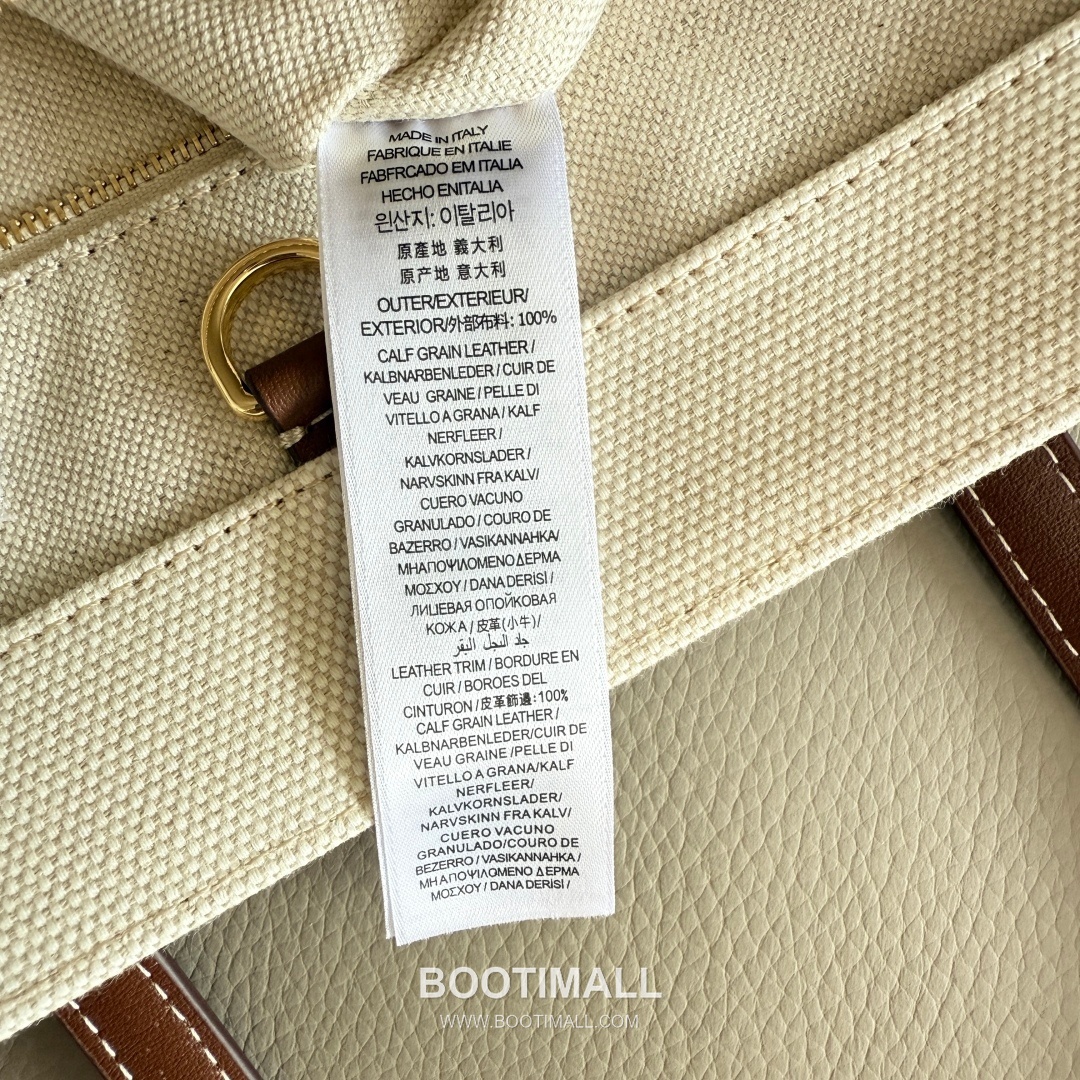 MADE IN ITALY
FABRIQUE EN ITALIE
FABFRCADO EM ITALIA
HECHO ENITALIA
윈산지: 이탈리아
原產地 義大利
原产地 意大利
OUTER/EXTERIEUR/
EXTERIOR/外部布料: 100%
CALF GRAIN LEATHER /
KALBNARBENLEDER / CUIR DE
VEAU GRAINE / PELLE DI
VITELLO A GRANA / KALF
NERFLEER /
KALVKORNSLADER /
NARVSKINN FRA KALV/
CUERO VACUNO
GRANULADO / COURO DE
BAZERRO / VASIKANNAHKA/
ΜΗΑΠΟΨΙΛΟΜΕΝΟ ΔΕΡΜΑ
ΜΟΣΧΟΥ / DANA DERISI /
ЛИЦЕВАЯ ОПОЙКОВАЯ
КОЖА / 皮革(小牛)/
جلد البجل البقر
LEATHER TRIM / BORDURE EN
CUIR / BOROES DEL
CINTURON /皮革飾邊:100%
CALF GRAIN LEATHER /
KALBNARBENLEDER/CUIR DE
VEAU GRAINE /PELLE DI
VITELLO A GRANA/KALF
NERFLEER/
KALVKORNSLADER/
NARVSKINN FRA KALV/
CUERO VACUNO
GRANULADO/COURO DE
BEZERRO / VASIKANNAHKA /
ΜΗ ΑΠΟΨΙΛΟΜΕΝΟ ΔΕΡΜΑ
ΜΟΣΧΟΥ / DANA DERISI /
BOOTIMALL
WWW.BOOTIMALL.COM